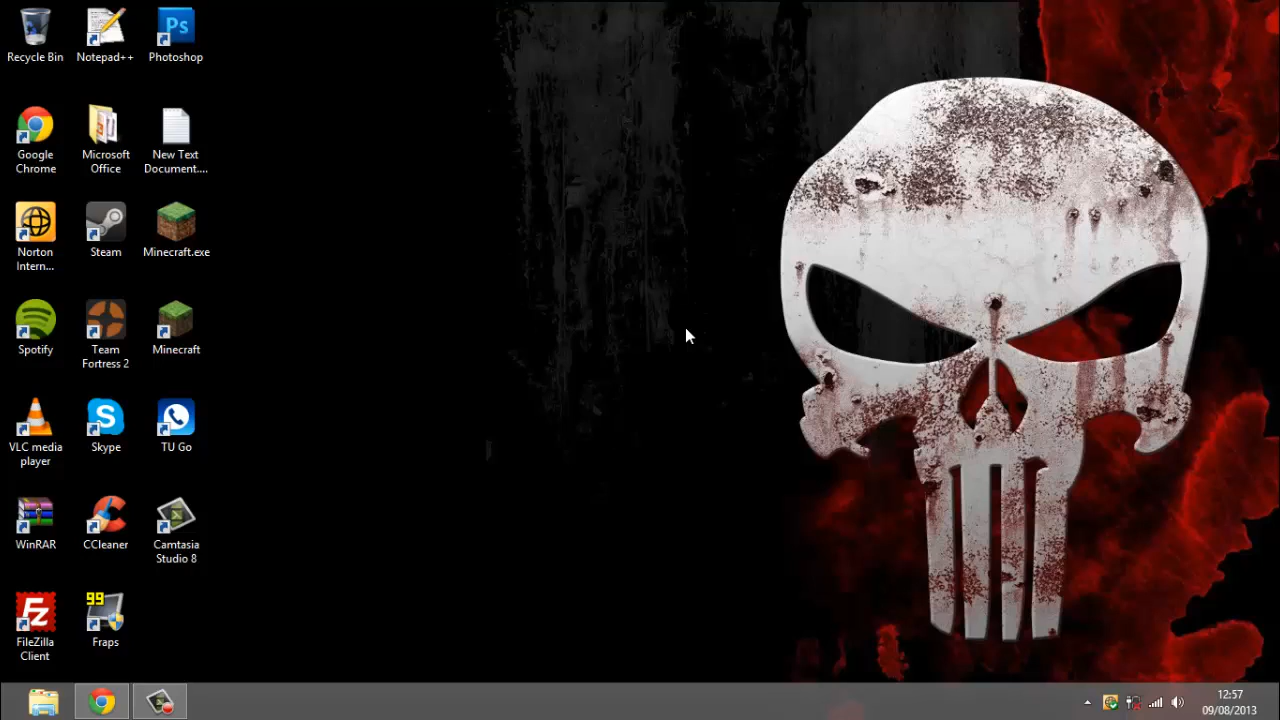 Recycle Bin
Notepad++
Ps
Photoshop
Google
Chrome
Microsoft
Office
New Text
Document....
Norton
Intern...
Steam
Minecraft.exe
Spotify
Team
Fortress 2
Minecraft
VLC media
player
Skype
TU Go
WinRAR
CCleaner
Camtasia
Studio 8
Fz
FileZilla
Client
99
Fraps
12:57
09/08/2013